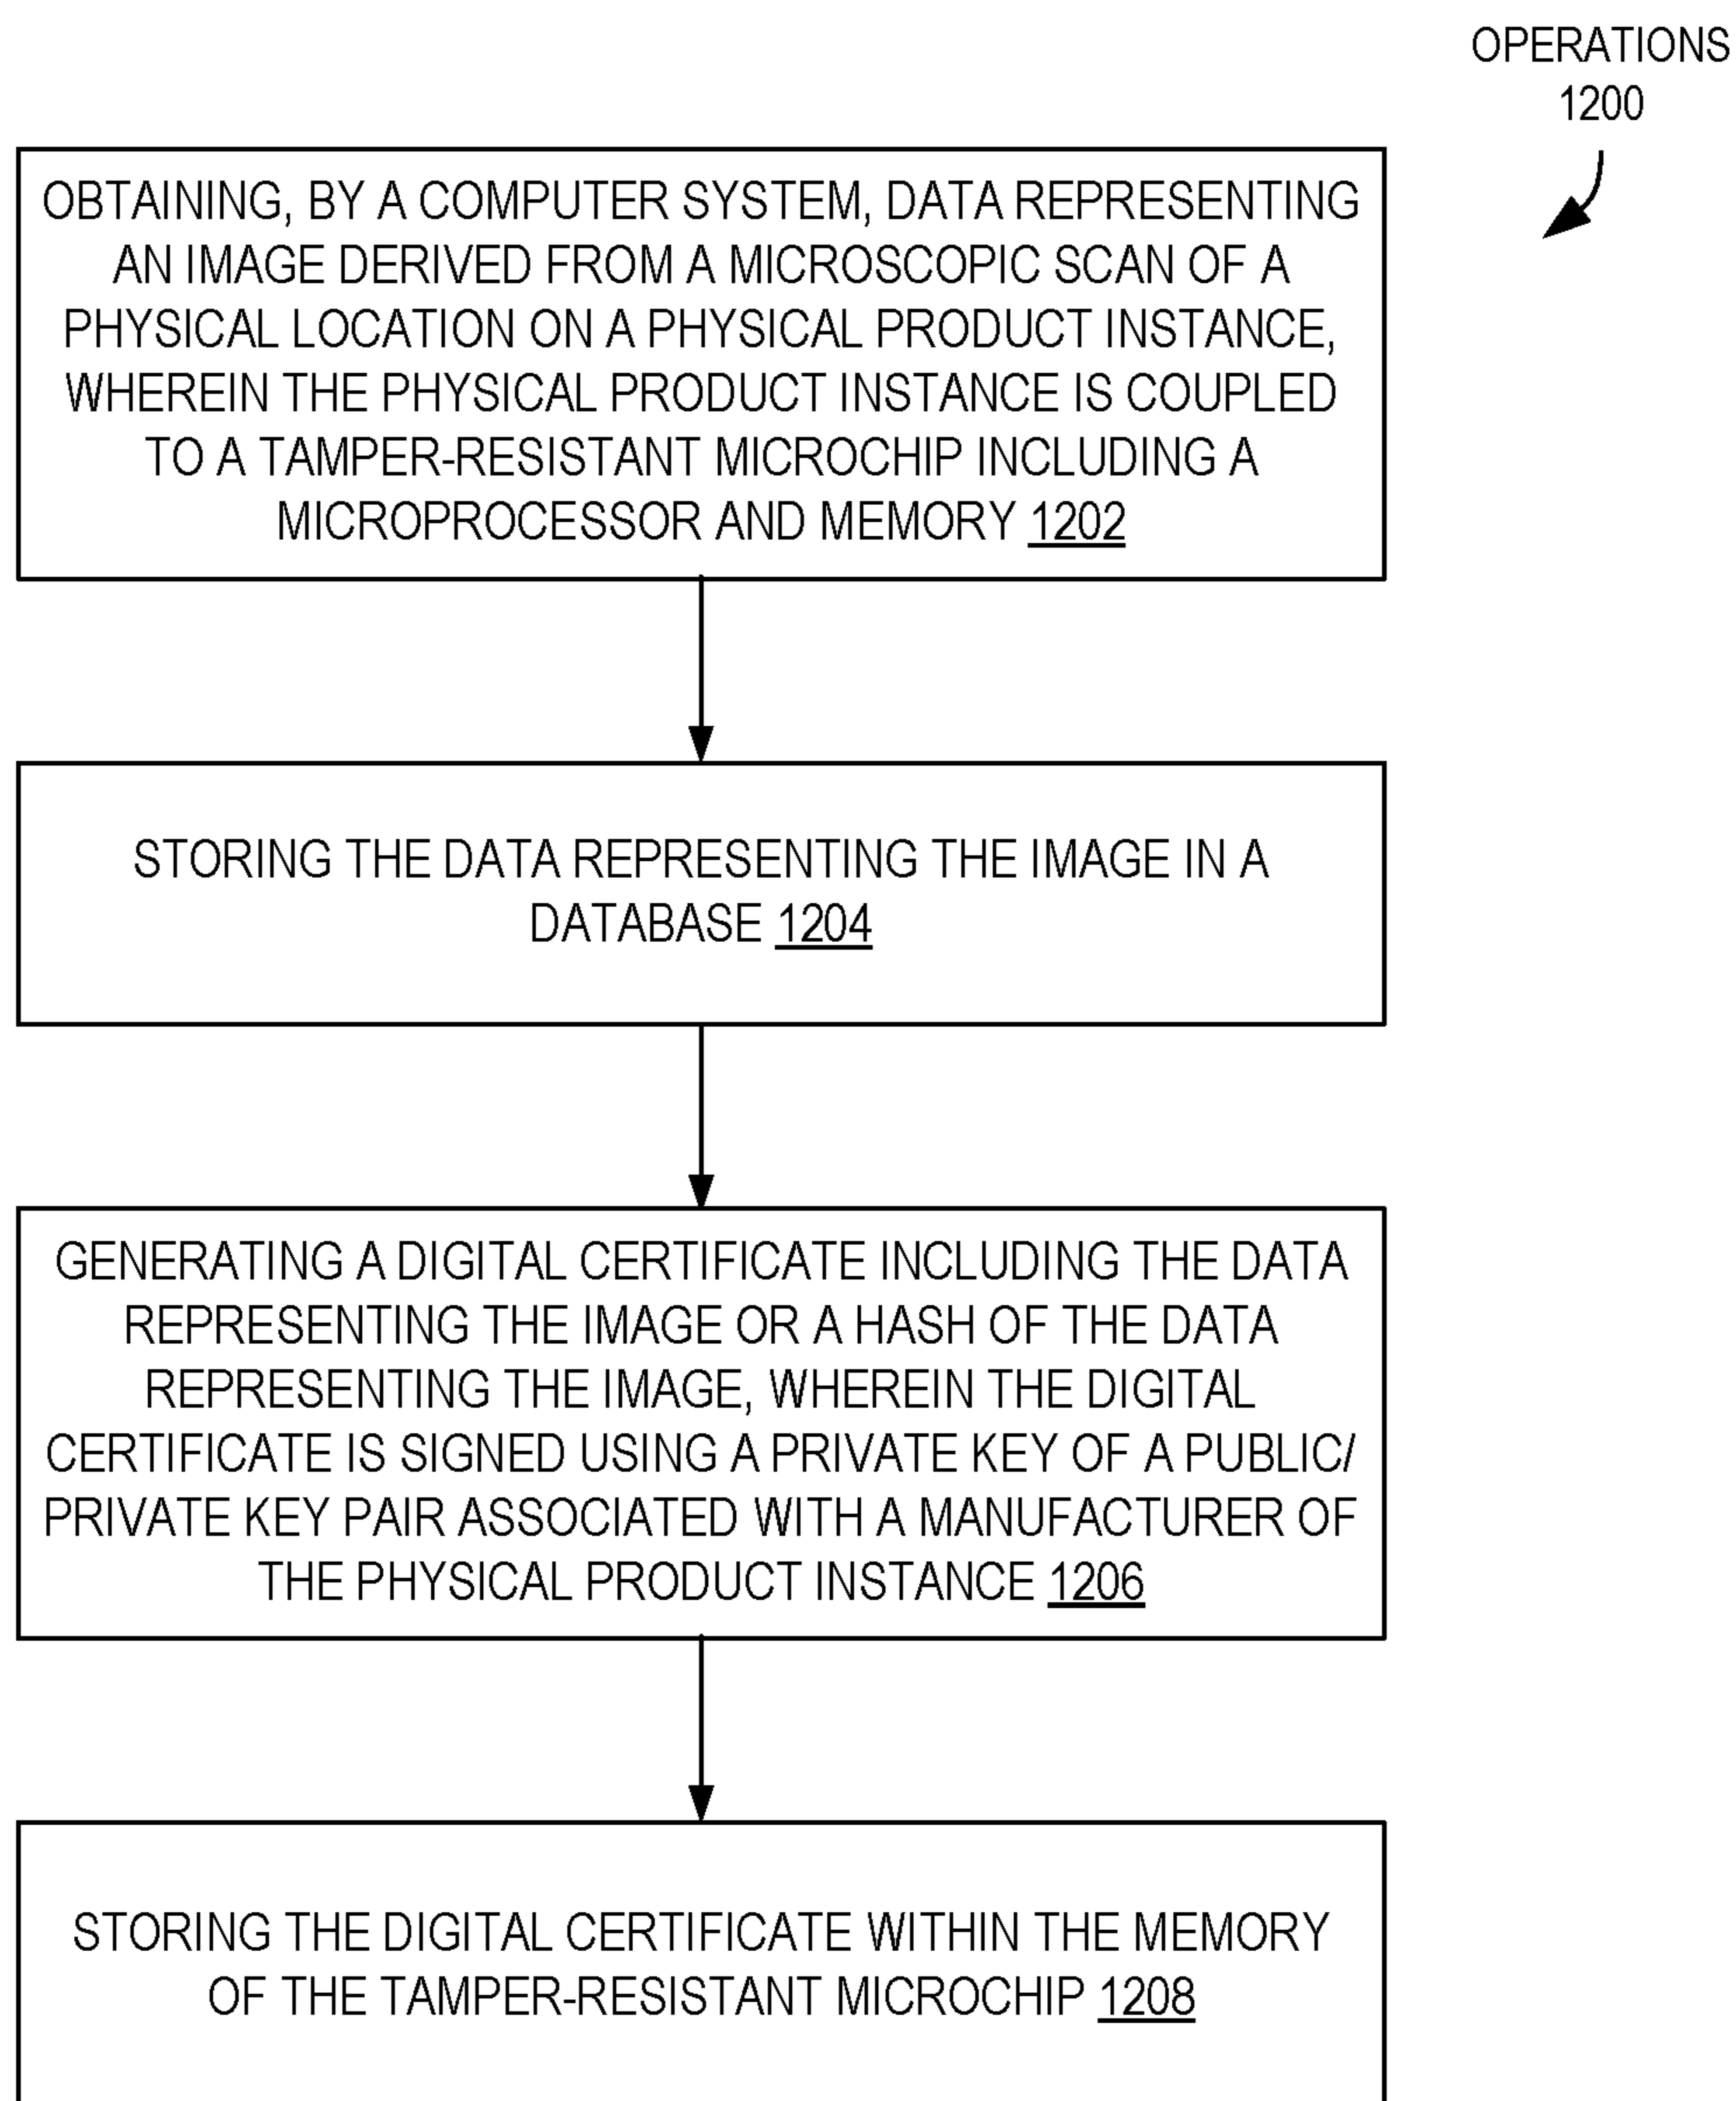 OPERATIONS
1200
OBTAINING, BY A COMPUTER SYSTEM, DATA REPRESENTING
AN IMAGE DERIVED FROM A MICROSCOPIC SCAN OF A
PHYSICAL LOCATION ON A PHYSICAL PRODUCT INSTANCE,
WHEREIN THE PHYSICAL PRODUCT INSTANCE IS COUPLED
TO A TAMPER-RESISTANT MICROCHIP INCLUDING A
MICROPROCESSOR AND MEMORY 1202
STORING THE DATA REPRESENTING THE IMAGE IN A
DATABASE 1204
GENERATING A DIGITAL CERTIFICATE INCLUDING THE DATA
REPRESENTING THE IMAGE OR A HASH OF THE DATA
REPRESENTING THE IMAGE, WHEREIN THE DIGITAL
CERTIFICATE IS SIGNED USING A PRIVATE KEY OF A PUBLIC/
PRIVATE KEY PAIR ASSOCIATED WITH A MANUFACTURER OF
THE PHYSICAL PRODUCT INSTANCE 1206
STORING THE DIGITAL CERTIFICATE WITHIN THE MEMORY
OF THE TAMPER-RESISTANT MICROCHIP 1208